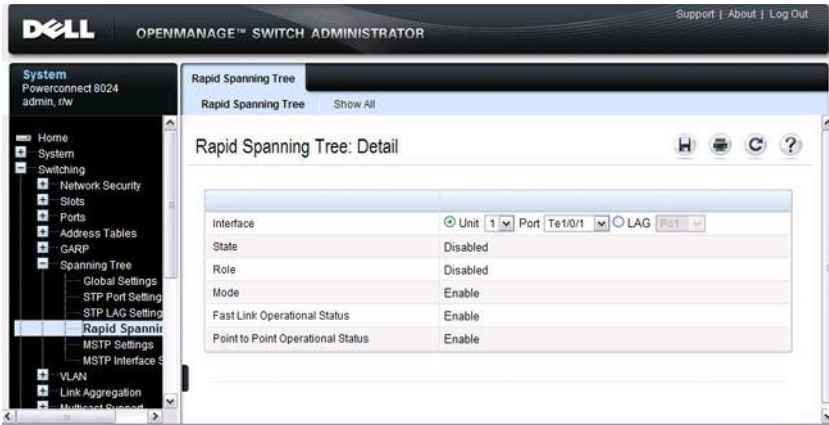 Support | About | Log Out
DELL OPENMANAGE™ SWITCH ADMINISTRATOR
System
Powerconnect 8024
admin, r/w
Home
System
Switching
Network Security
Slots
Ports
Address Tables
GARP
Spanning Tree
Global Settings
STP Port Setting
STP LAG Setting
Rapid Spannin
MSTP Settings
MSTP Interface S
VLAN
Link Aggregation
Multicast Support
Rapid Spanning Tree
Rapid Spanning Tree Show All
Rapid Spanning Tree: Detail
Interface Unit 1 Port Te1/0/1 LAG Po1
State Disabled
Role Disabled
Mode Enable
Fast Link Operational Status Enable
Point to Point Operational Status Enable